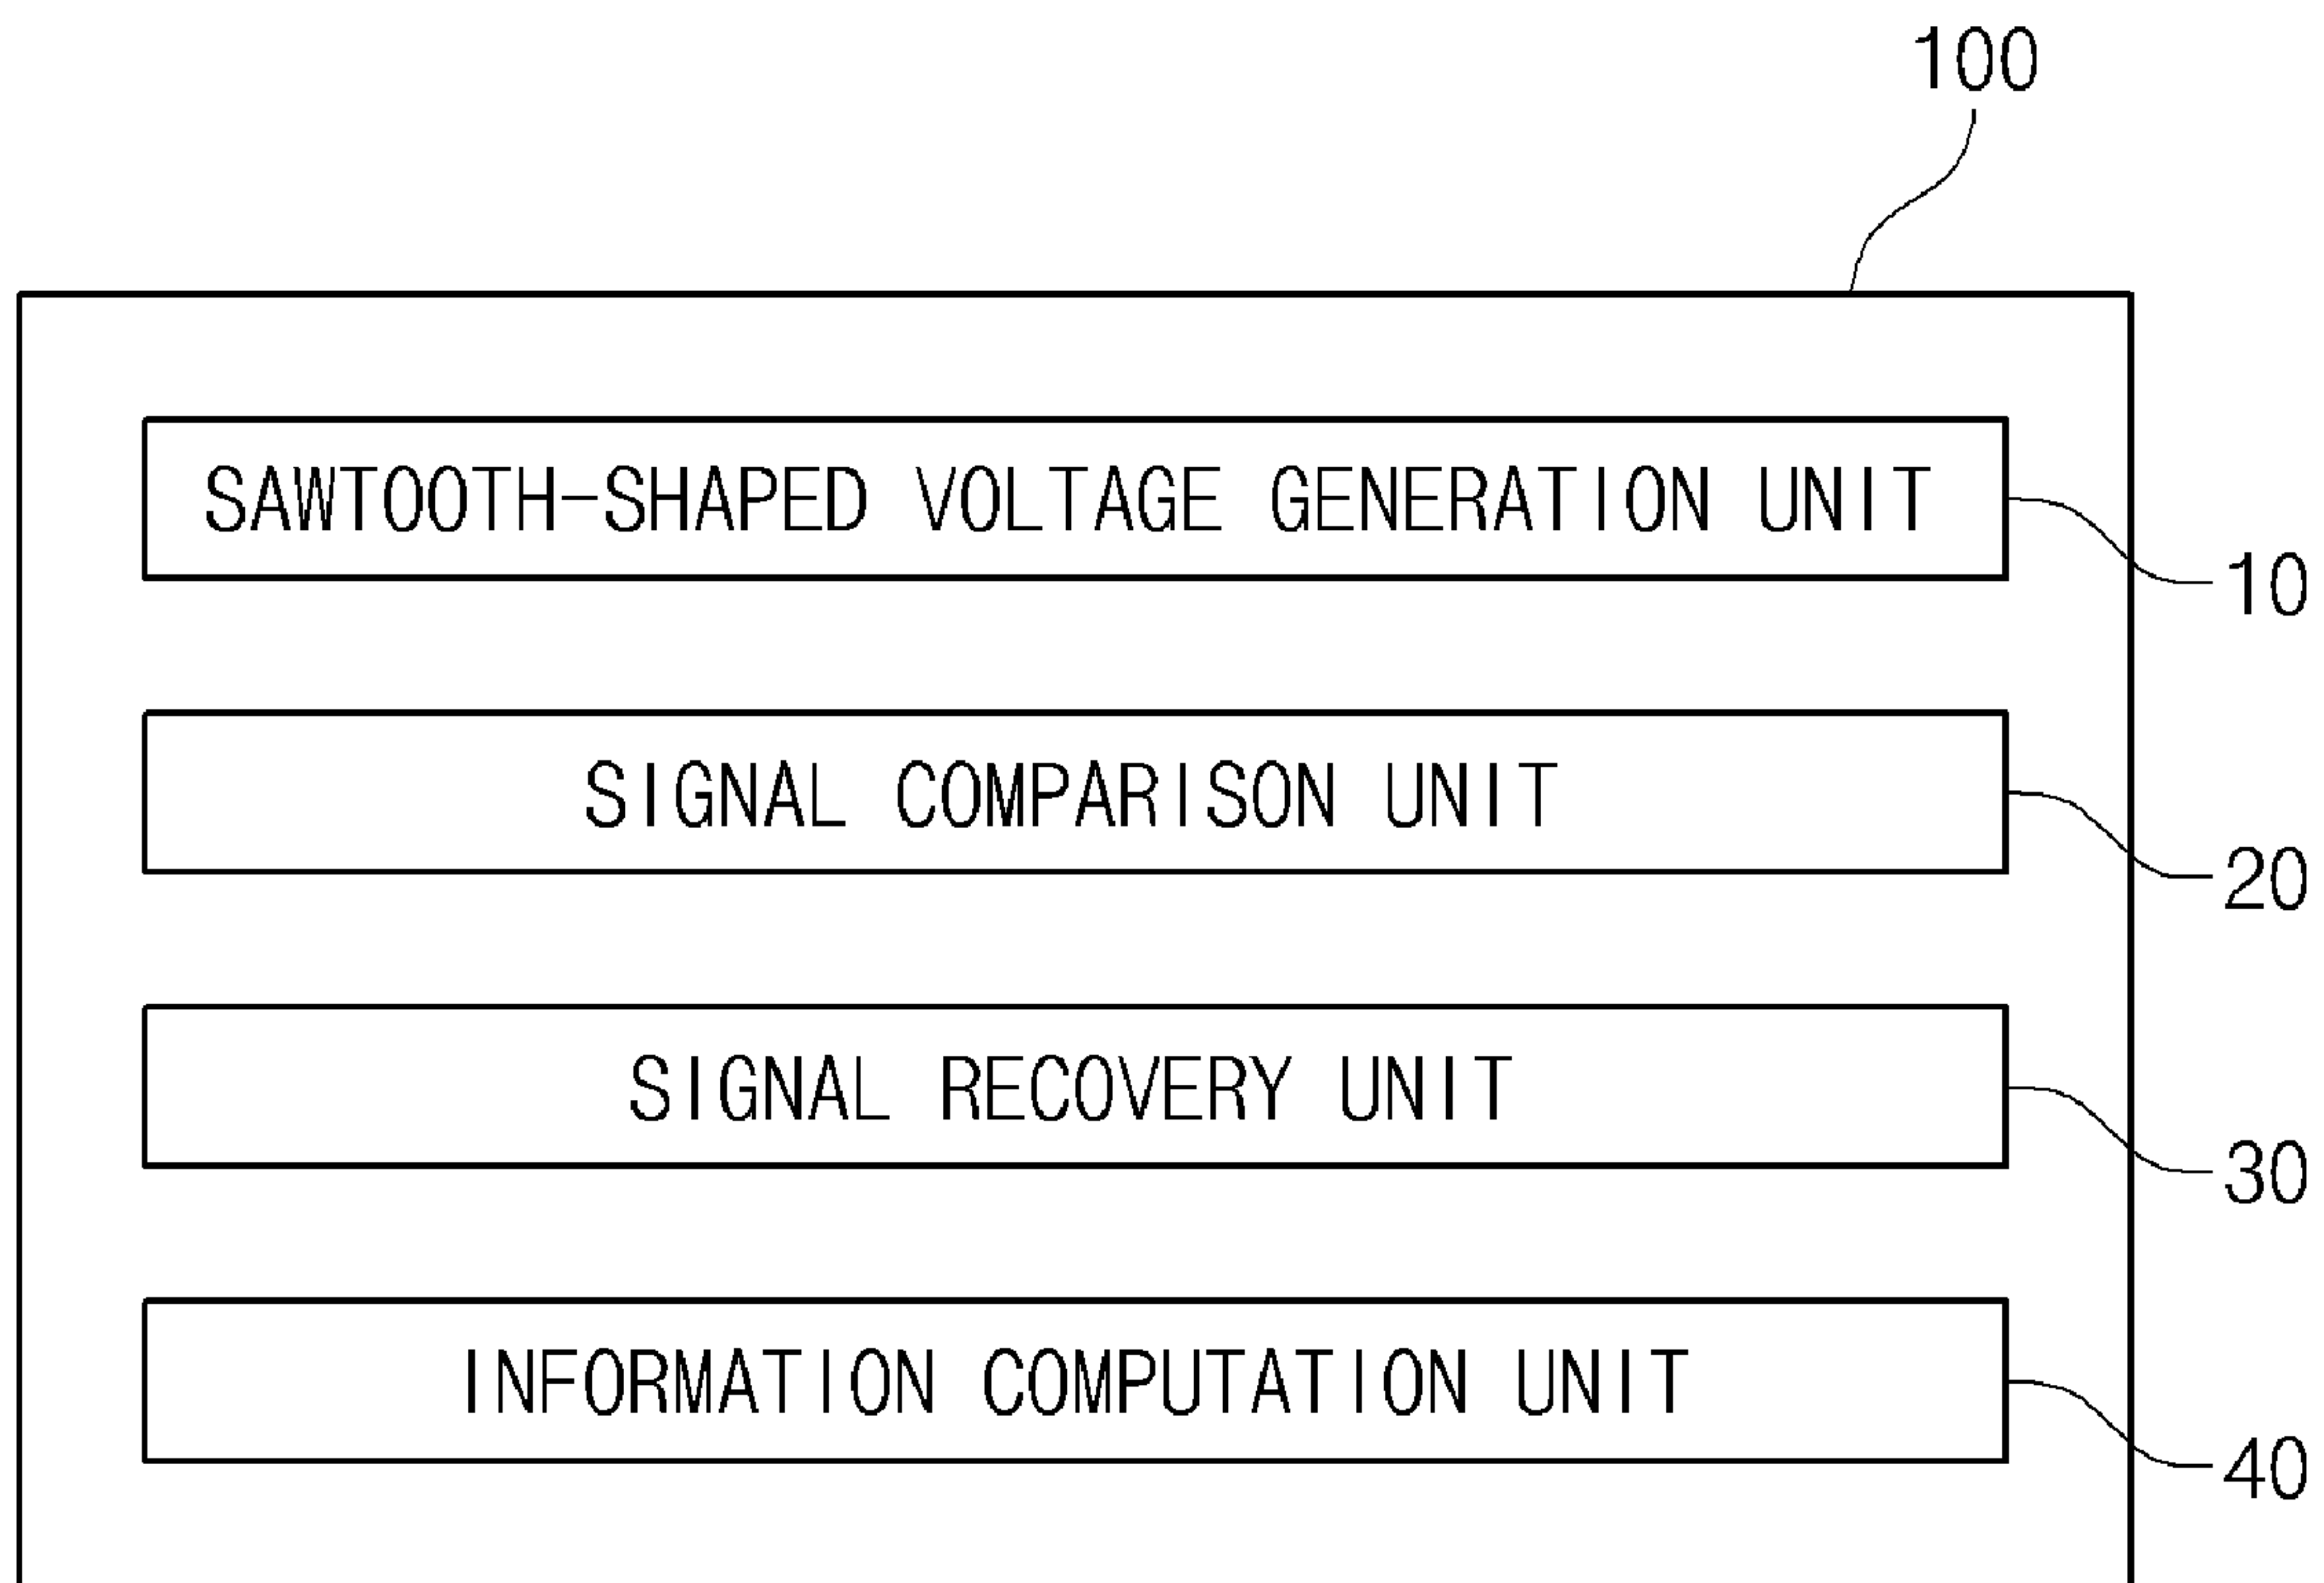 100
SAWTOOTH-SHAPED VOLTAGE GENERATION UNIT
10
SIGNAL COMPARISON UNIT
20
SIGNAL RECOVERY UNIT
30
INFORMATION COMPUTATION UNIT
40